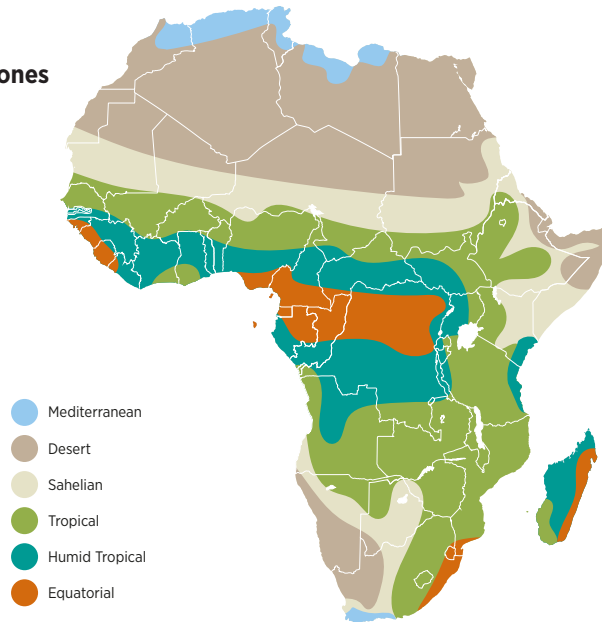 ones
Mediterranean
Desert
Sahelian
Tropical
Humid Tropical
Equatorial